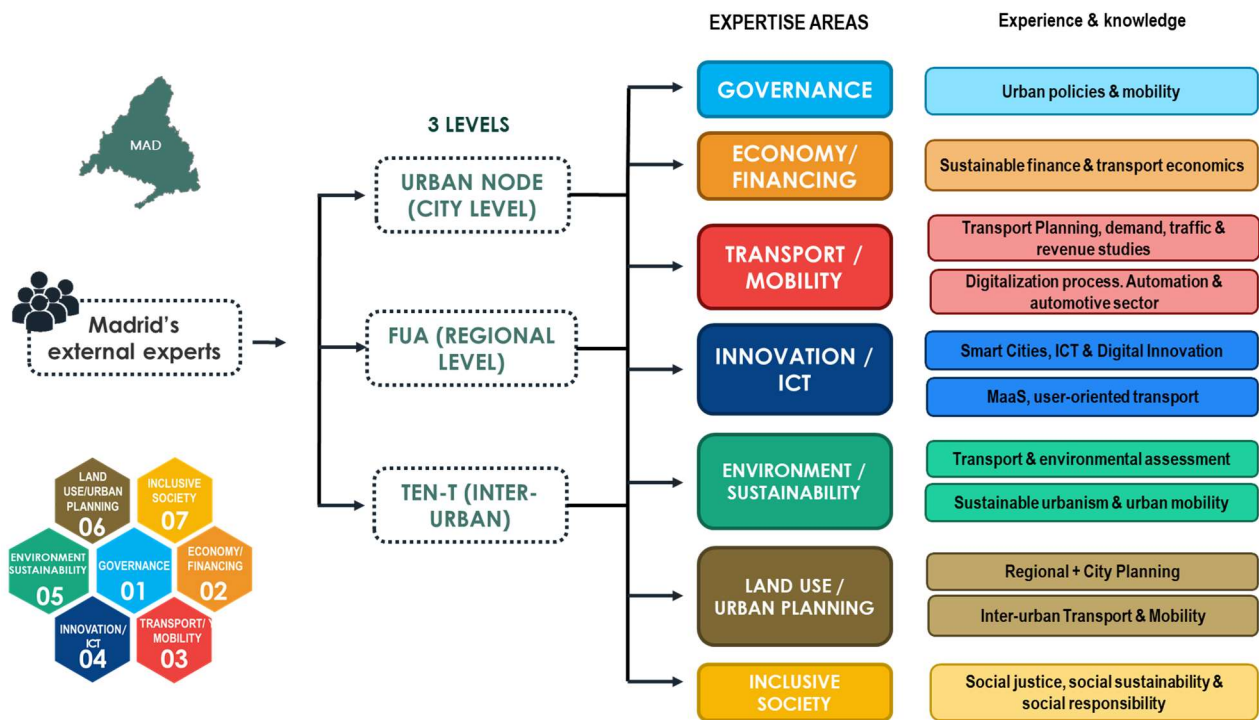 EXPERTISE AREAS
Experience & knowledge
MAD
3 LEVELS
Madrid's
external experts
URBAN NODE
(CITY LEVEL)
FUA (REGIONAL
LEVEL)
TEN-T (INTER-
URBAN)
GOVERNANCE
Urban policies & mobility
ECONOMY/
FINANCING
Sustainable finance & transport economics
TRANSPORT /
MOBILITY
Transport Planning, demand, traffic &
revenue studies
Digitalization process. Automation &
automotive sector
INNOVATION /
ICT
Smart Cities, ICT & Digital Innovation
MaaS, user-oriented transport
ENVIRONMENT /
SUSTAINABILITY
Transport & environmental assessment
Sustainable urbanism & urban mobility
LAND USE /
URBAN PLANNING
Regional + City Planning
Inter-urban Transport & Mobility
INCLUSIVE
SOCIETY
Social justice, social sustainability &
social responsibility
LAND
USE/URBAN
PLANNING
06
INCLUSIVE
SOCIETY
07
ENVIRONMENT
SUSTAINABILITY
05
GOVERNANCE
01
ECONOMY/
FINANCING
02
INNOVATION/
ICT
04
TRANSPORT/
MOBILITY
03